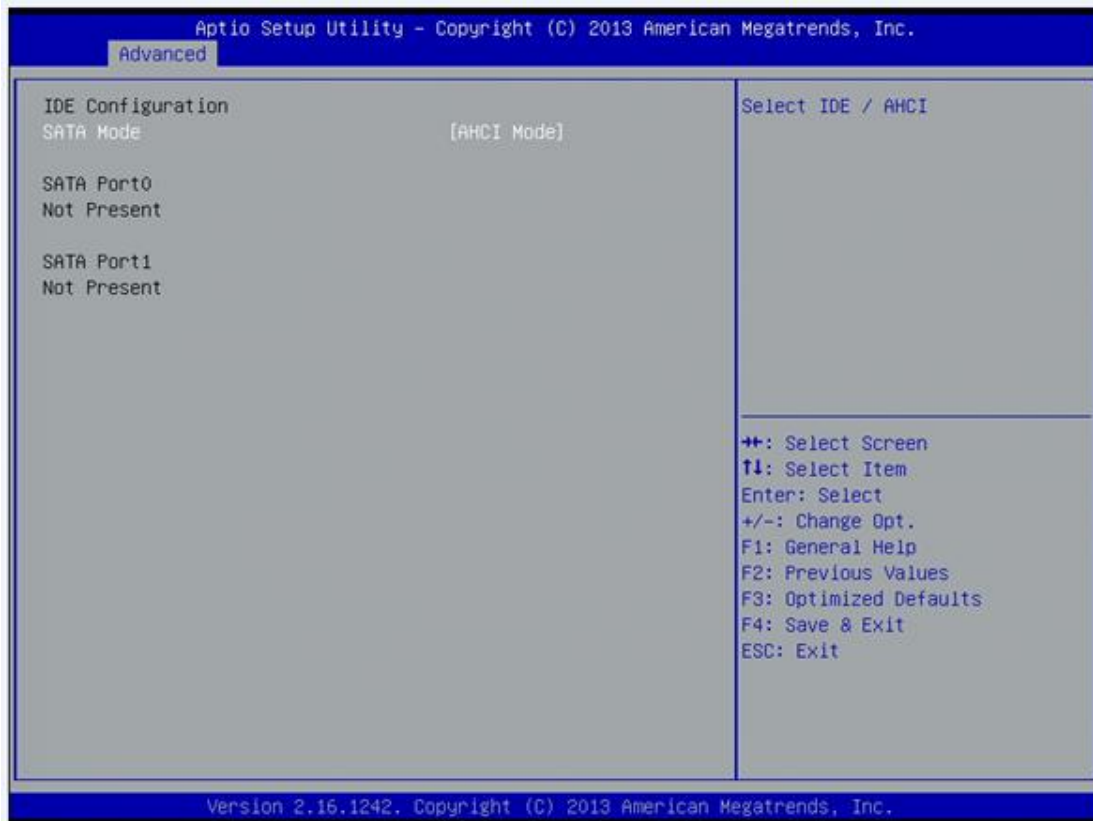 Aptio Setup Utility – Copyright (C) 2013 American Megatrends, Inc.
Advanced
IDE Configuration
SATA Mode [AHCI Mode]
SATA Port0
Not Present
SATA Port1
Not Present
Select IDE / AHCI
→←: Select Screen
↑↓: Select Item
Enter: Select
+/-: Change Opt.
F1: General Help
F2: Previous Values
F3: Optimized Defaults
F4: Save & Exit
ESC: Exit
Version 2.16.1242. Copyright (C) 2013 American Megatrends, Inc.